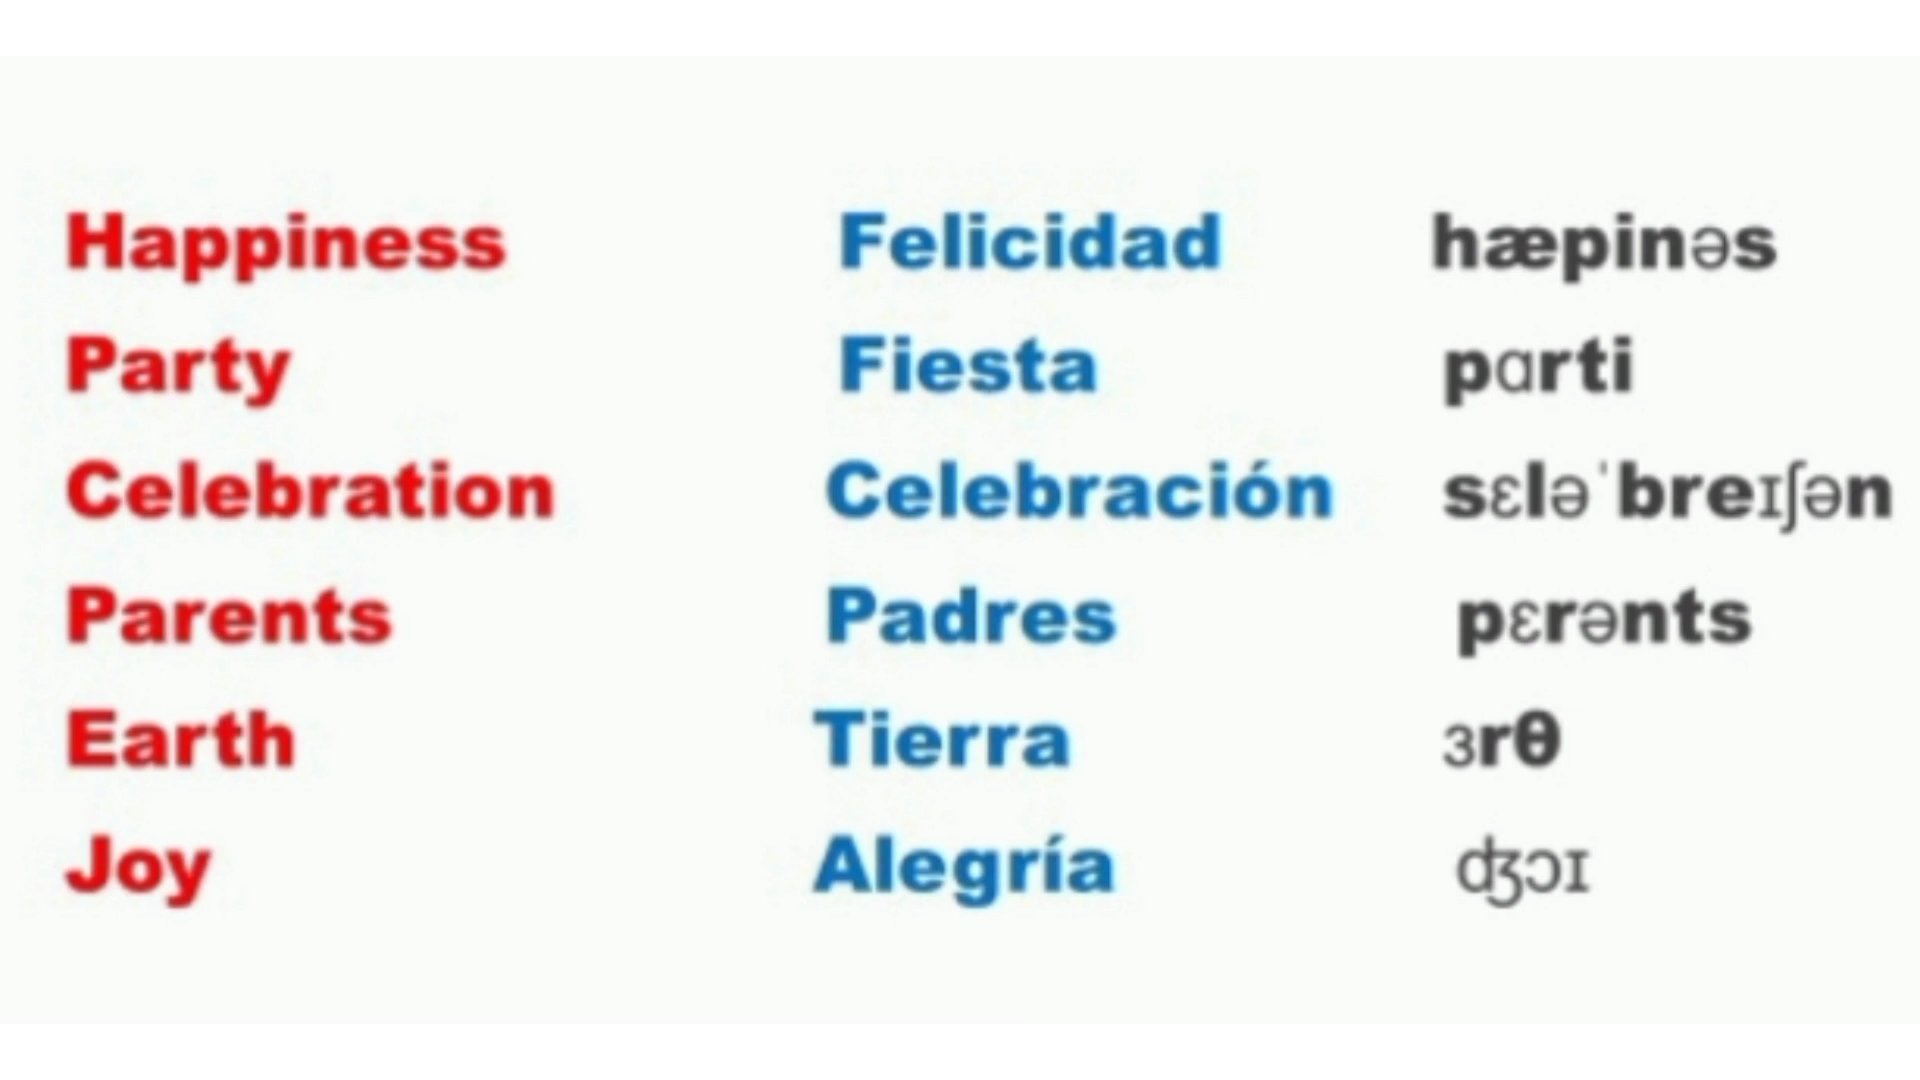 Happiness Felicidad hæpinəs
Party Fiesta pɑrti
Celebration Celebración sɛləˈbreɪʃən
Parents Padres pɛrənts
Earth Tierra ɜrθ
Joy Alegría ʤɔɪ